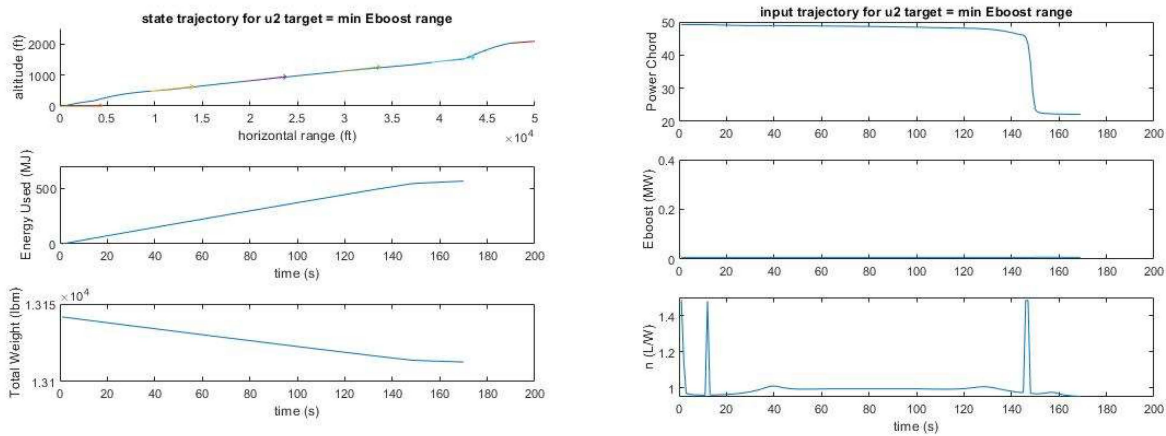 state trajectory for u2 target = min Eboost range
altitude (ft)
2000
1000
0
0 0.5 1 1.5 2 2.5 3 3.5 4 4.5 5
horizontal range (ft)
× 10^4
Energy Used (MJ)
500
0
0 20 40 60 80 100 120 140 160 180 200
time (s)
× 10^4
Total Weight (lbm)
1.315
1.31
0 20 40 60 80 100 120 140 160 180 200
time (s)
input trajectory for u2 target = min Eboost range
Power Chord
50
40
30
20
0 20 40 60 80 100 120 140 160 180 200
Eboost (MW)
0.4
0.2
0
0 20 40 60 80 100 120 140 160 180 200
n (L/W)
1.4
1.2
1
0 20 40 60 80 100 120 140 160 180 200
time (s)